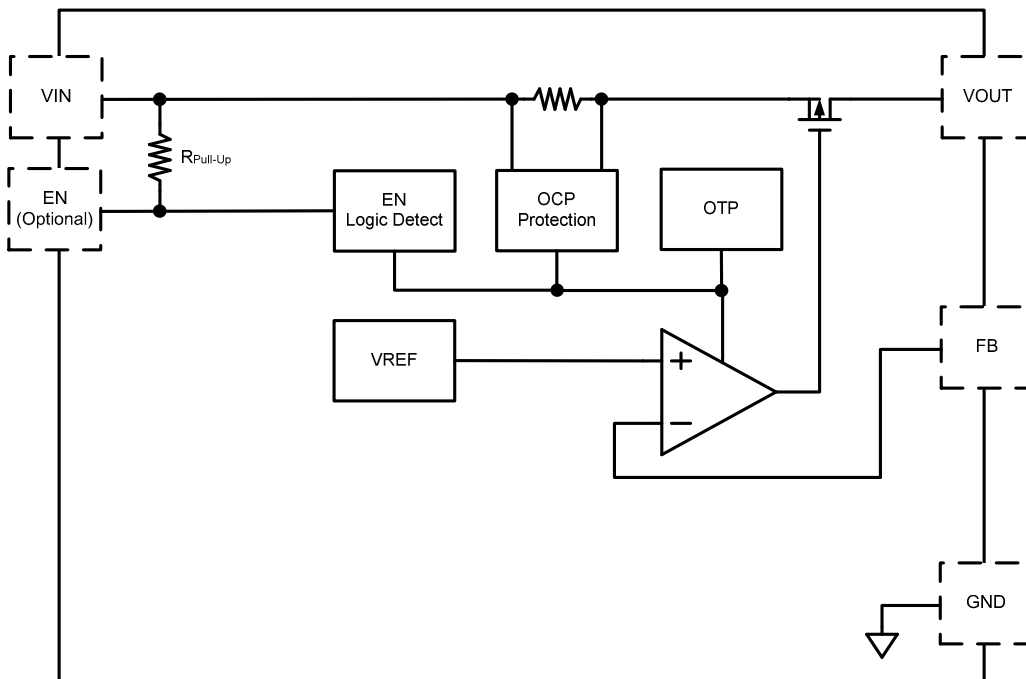 VIN
VOUT
RPull-Up
EN
(Optional)
EN
Logic Detect
OCP
Protection
OTP
VREF
+
−
FB
GND